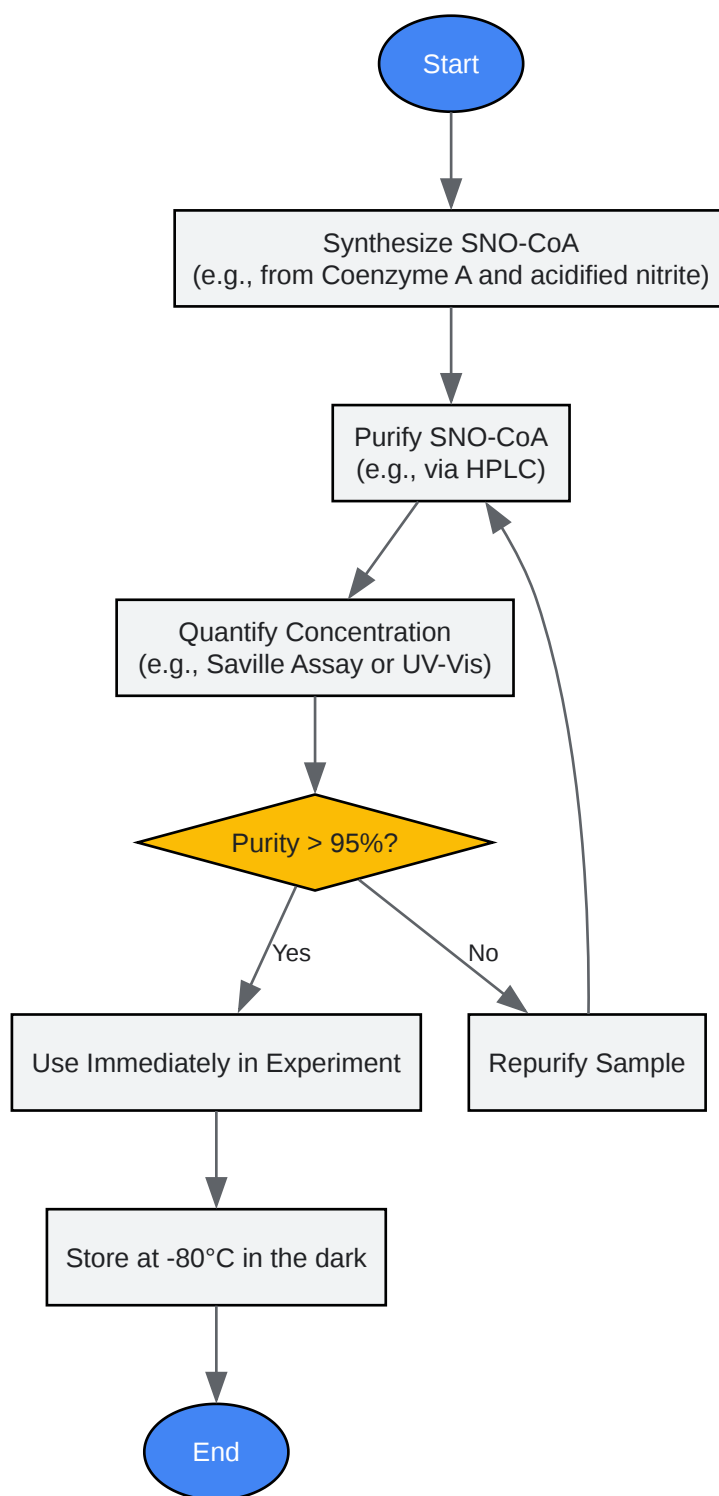 Start
Synthesize SNO-CoA
(e.g., from Coenzyme A and acidified nitrite)
Purify SNO-CoA
(e.g., via HPLC)
Quantify Concentration
(e.g., Saville Assay or UV-Vis)
Purity > 95%?
Yes
No
Use Immediately in Experiment
Repurify Sample
Store at -80°C in the dark
End